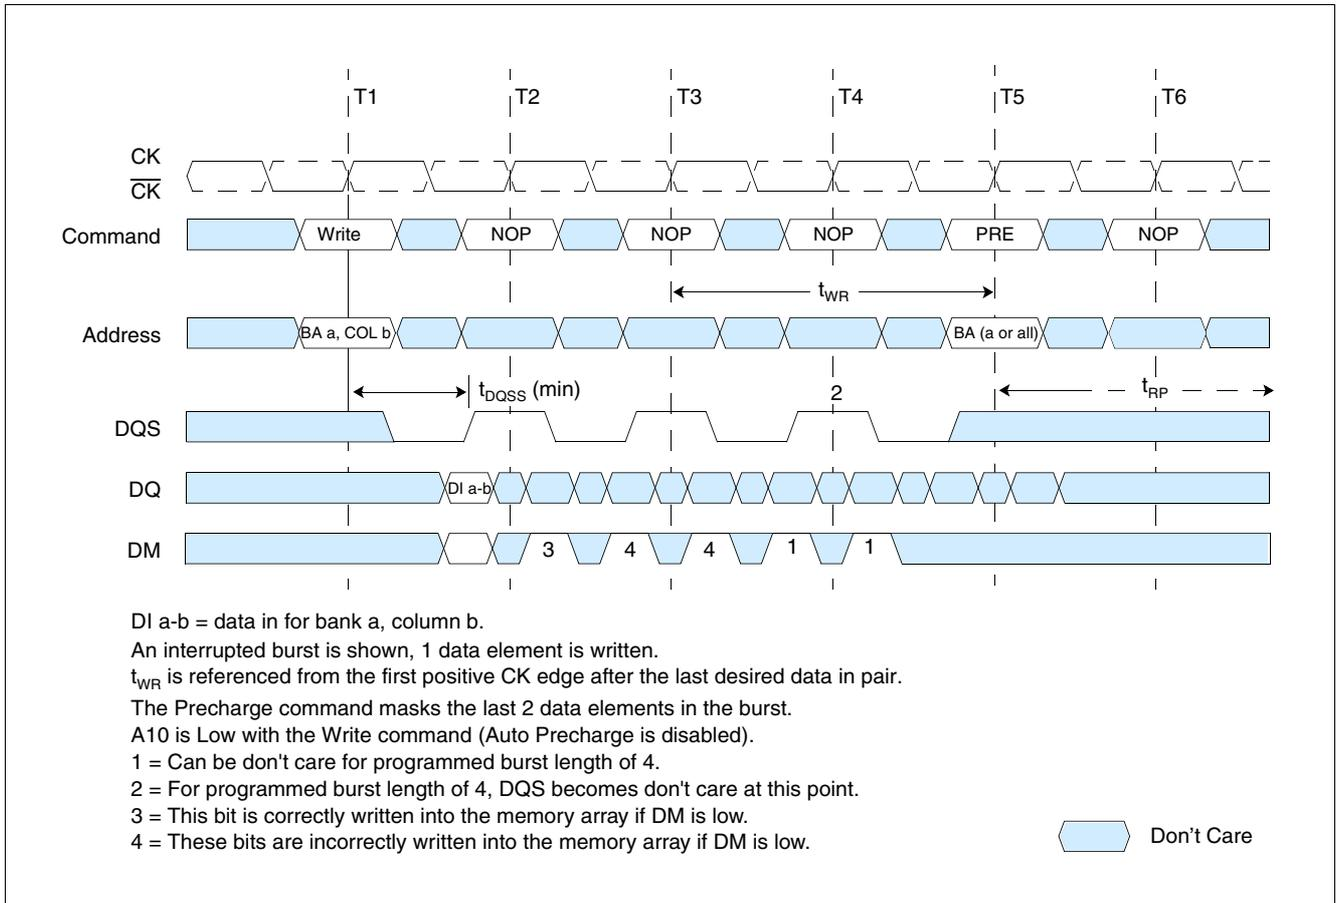 T1 T2 T3 T4 T5 T6
CK
CK
Command Write NOP NOP NOP PRE NOP
tWR
Address BA a, COL b BA (a or all)
tDQSS (min) 2 tRP
DQS
DQ DI a-b
DM 3 4 4 1 1
DI a-b = data in for bank a, column b.
An interrupted burst is shown, 1 data element is written.
tWR is referenced from the first positive CK edge after the last desired data in pair.
The Precharge command masks the last 2 data elements in the burst.
A10 is Low with the Write command (Auto Precharge is disabled).
1 = Can be don't care for programmed burst length of 4.
2 = For programmed burst length of 4, DQS becomes don't care at this point.
3 = This bit is correctly written into the memory array if DM is low.
4 = These bits are incorrectly written into the memory array if DM is low.
Don't Care